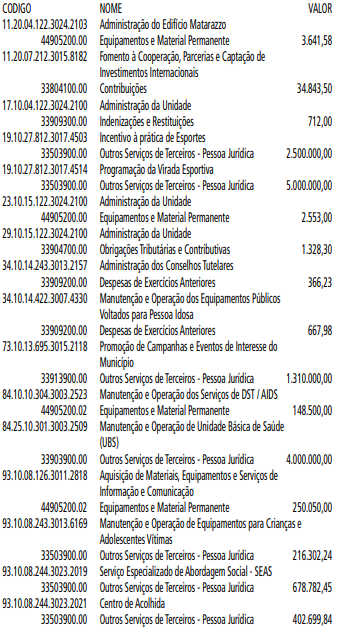 CODIGO NOME VALOR
11.20.04.122.3024.2103 Administração do Edifício Matarazzo
44905200.00 Equipamentos e Material Permanente 3.641,58
11.20.07.212.3015.8182 Fomento à Cooperação, Parcerias e Captação de
Investimentos Internacionais
33804100.00 Contribuições 34.843,50
17.10.04.122.3024.2100 Administração da Unidade
33909300.00 Indenizações e Restituições 712,00
19.10.27.812.3017.4503 Incentivo à prática de Esportes
33503900.00 Outros Serviços de Terceiros - Pessoa Jurídica 2.500.000,00
19.10.27.812.3017.4514 Programação da Virada Esportiva
33503900.00 Outros Serviços de Terceiros - Pessoa Jurídica 5.000.000,00
23.10.15.122.3024.2100 Administração da Unidade
44905200.00 Equipamentos e Material Permanente 2.553,00
29.10.15.122.3024.2100 Administração da Unidade
33904700.00 Obrigações Tributárias e Contributivas 1.328,30
34.10.14.243.3013.2157 Administração dos Conselhos Tutelares
33909200.00 Despesas de Exercícios Anteriores 366,23
34.10.14.422.3007.4330 Manutenção e Operação dos Equipamentos Públicos
Voltados para Pessoa Idosa
33909200.00 Despesas de Exercícios Anteriores 667,98
73.10.13.695.3015.2118 Promoção de Campanhas e Eventos de Interesse do
Município
33913900.00 Outros Serviços de Terceiros - Pessoa Jurídica 1.310.000,00
84.10.10.304.3003.2523 Manutenção e Operação dos Serviços de DST / AIDS
44905200.02 Equipamentos e Material Permanente 148.500,00
84.25.10.301.3003.2509 Manutenção e Operação de Unidade Básica de Saúde
(UBS)
33903900.00 Outros Serviços de Terceiros - Pessoa Jurídica 4.000.000,00
93.10.08.126.3011.2818 Aquisição de Materiais, Equipamentos e Serviços de
Informação e Comunicação
44905200.02 Equipamentos e Material Permanente 250.050,00
93.10.08.243.3013.6169 Manutenção e Operação de Equipamentos para Crianças e
Adolescentes Vítimas
33503900.00 Outros Serviços de Terceiros - Pessoa Jurídica 216.302,24
93.10.08.244.3023.2019 Serviço Especializado de Abordagem Social - SEAS
33503900.00 Outros Serviços de Terceiros - Pessoa Jurídica 678.782,45
93.10.08.244.3023.2021 Centro de Acolhida
33503900.00 Outros Serviços de Terceiros - Pessoa Jurídica 402.699,84